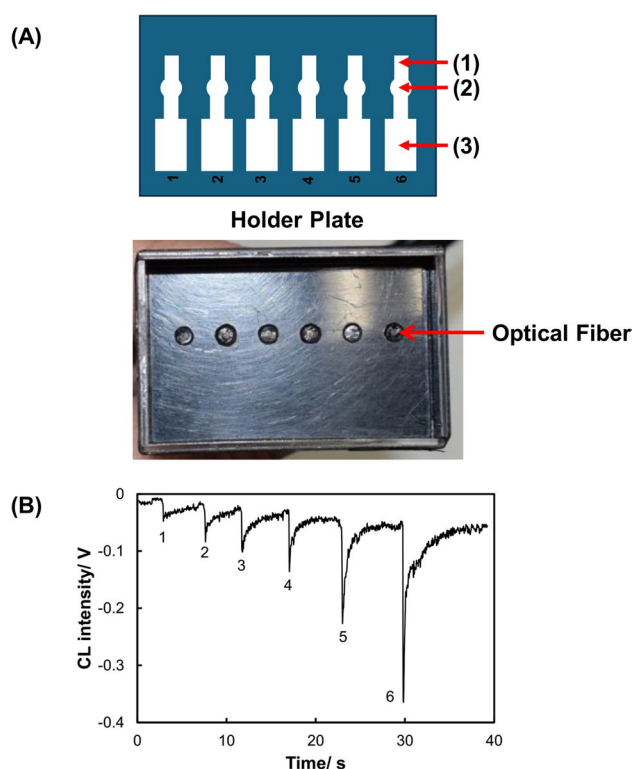 (A)
(1)
(2)
(3)
1 2 3 4 5 6
Holder Plate
Optical Fiber
(B)
0
-0.1
-0.2
-0.3
-0.4
CL intensity/ V
1
2
3
4
5
6
0 10 20 30 40
Time/ s